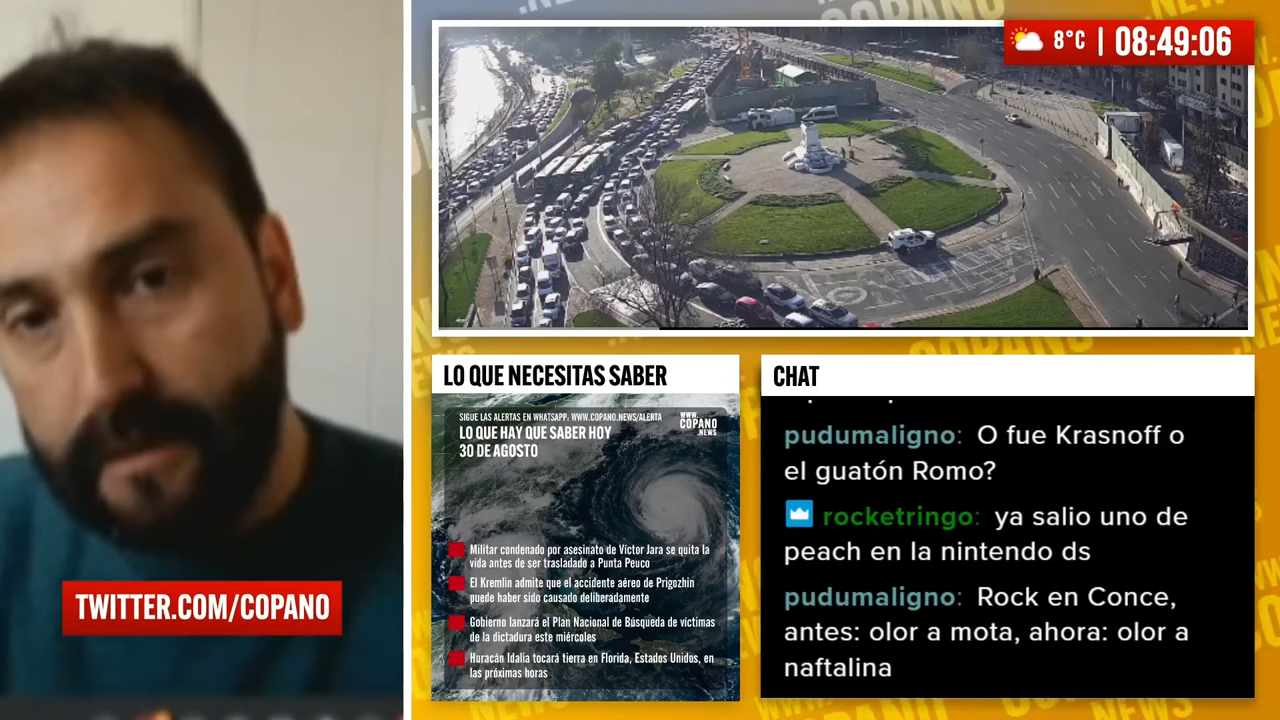 8°C | 08:49:06
TWITTER.COM/COPANO
LO QUE NECESITAS SABER
SIGUE LAS ALERTAS EN WHATSAPP: WWW.COPANO.NEWS/ALERTA
LO QUE HAY QUE SABER HOY
30 DE AGOSTO
WWW.
COPANO
.NEWS
Militar condenado por asesinato de Víctor Jara se quita la
vida antes de ser trasladado a Punta Peuco
El Kremlin admite que el accidente aéreo de Prigozhin
puede haber sido causado deliberadamente
Gobierno lanzará el Plan Nacional de Búsqueda de víctimas
de la dictadura este miércoles
Huracán Idalia tocará tierra en Florida, Estados Unidos, en
las próximas horas
CHAT
pudumaligno: O fue Krasnoff o
el guatón Romo?
rocketringo: ya salio uno de
peach en la nintendo ds
pudumaligno: Rock en Conce,
antes: olor a mota, ahora: olor a
naftalina